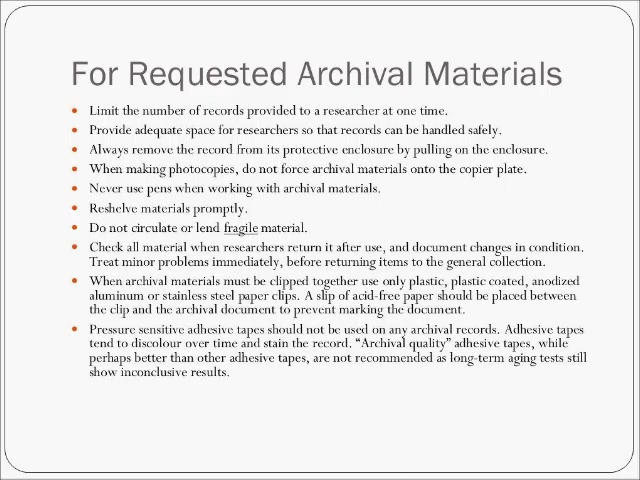 For Requested Archival Materials
• Limit the number of records provided to a researcher at one time.
• Provide adequate space for researchers so that records can be handled safely.
• Always remove the record from its protective enclosure by pulling on the enclosure.
• When making photocopies, do not force archival materials onto the copier plate.
• Never use pens when working with archival materials.
• Reshelve materials promptly.
• Do not circulate or lend fragile material.
• Check all material when researchers return it after use, and document changes in condition.
Treat minor problems immediately, before returning items to the general collection.
• When archival materials must be clipped together use only plastic, plastic coated, anodized
aluminum or stainless steel paper clips. A slip of acid-free paper should be placed between
the clip and the archival document to prevent marking the document.
• Pressure sensitive adhesive tapes should not be used on any archival records. Adhesive tapes
tend to discolour over time and stain the record. “Archival quality” adhesive tapes, while
perhaps better than other adhesive tapes, are not recommended as long-term aging tests still
show inconclusive results.